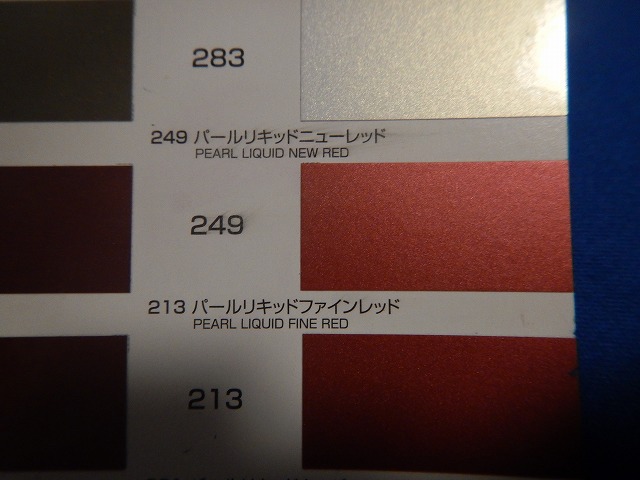 283
249 パールリキッドニューレッド
PEARL LIQUID NEW RED
249
213 パールリキッドファインレッド
PEARL LIQUID FINE RED
213